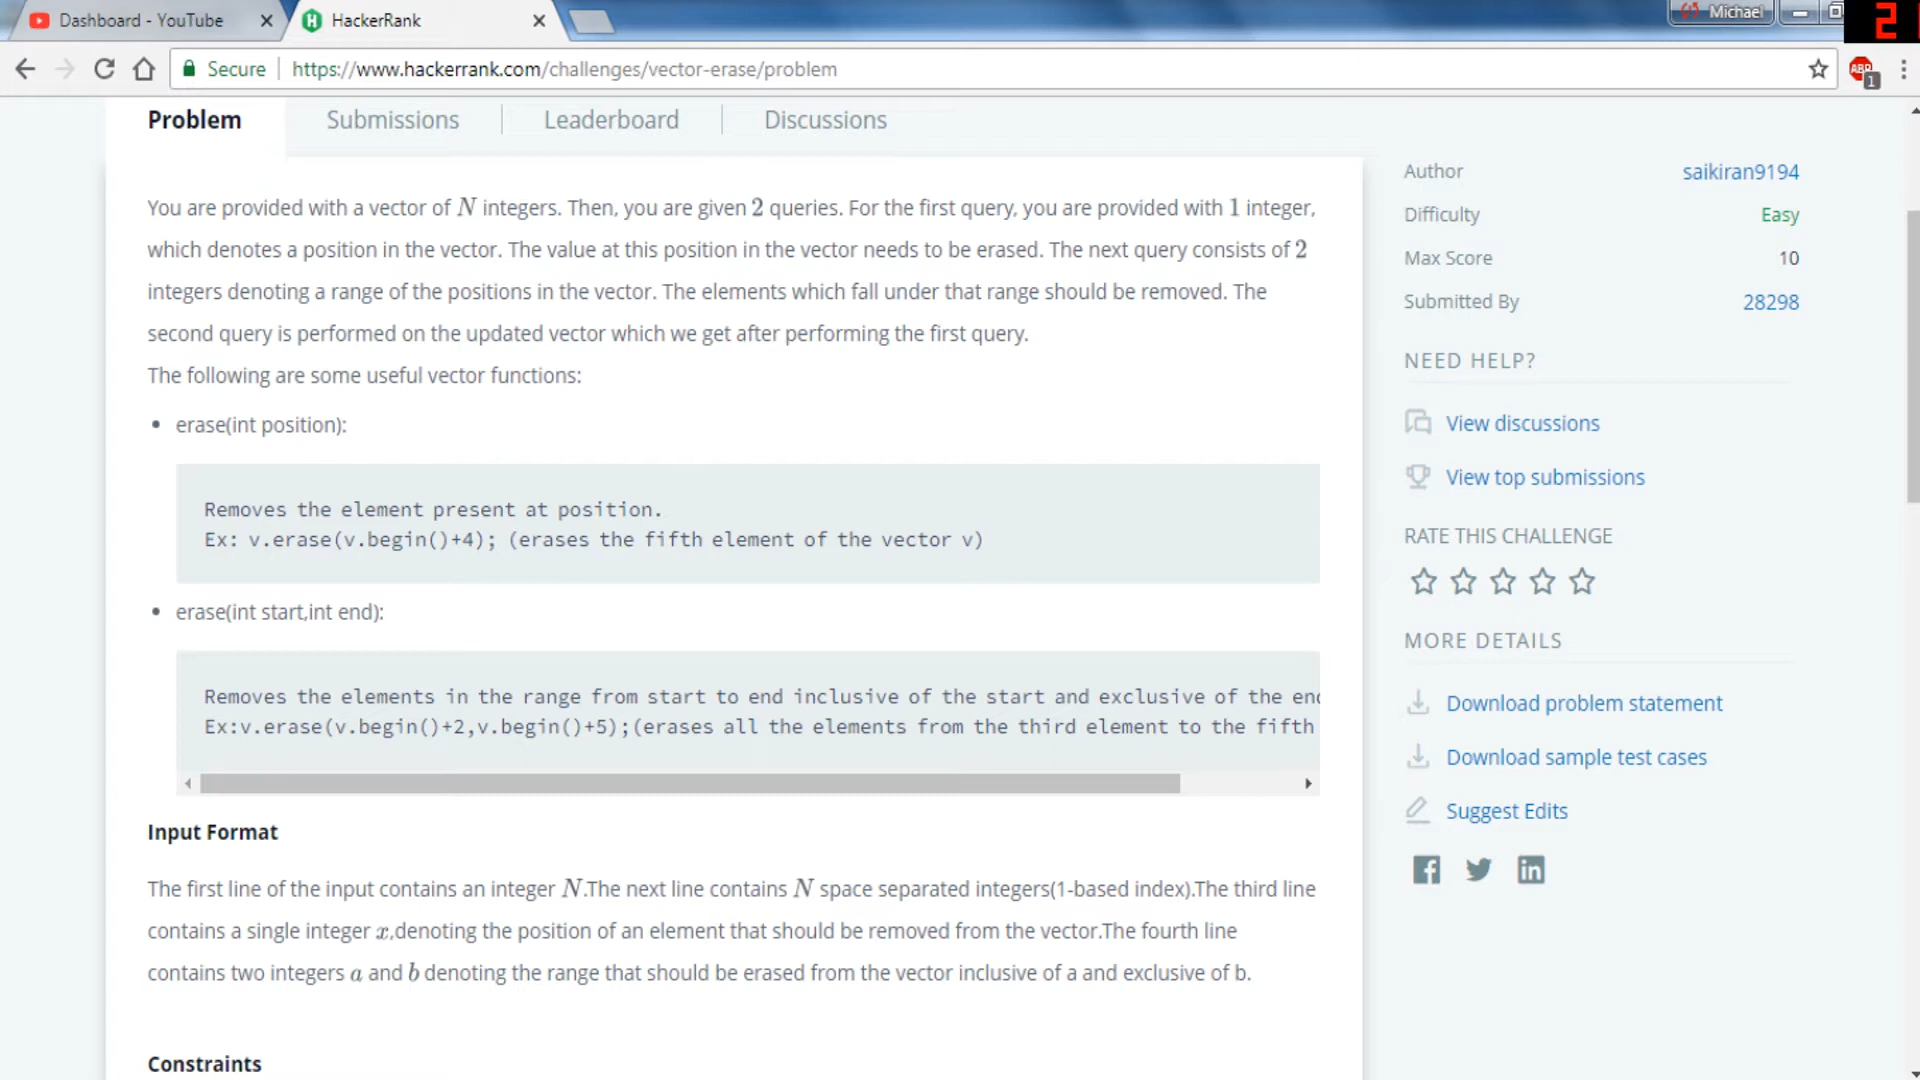 Dashboard - YouTube
HackerRank
Michael
2
Secure
https://www.hackerrank.com/challenges/vector-erase/problem
ABP
1
Problem
Submissions
Leaderboard
Discussions
You are provided with a vector of N integers. Then, you are given 2 queries. For the first query, you are provided with 1 integer,
which denotes a position in the vector. The value at this position in the vector needs to be erased. The next query consists of 2
integers denoting a range of the positions in the vector. The elements which fall under that range should be removed. The
second query is performed on the updated vector which we get after performing the first query.
The following are some useful vector functions:
erase(int position):
Removes the element present at position.
Ex: v.erase(v.begin()+4); (erases the fifth element of the vector v)
erase(int start,int end):
Removes the elements in the range from start to end inclusive of the start and exclusive of the end
Ex:v.erase(v.begin()+2,v.begin()+5);(erases all the elements from the third element to the fifth
Input Format
The first line of the input contains an integer N.The next line contains N space separated integers(1-based index).The third line
contains a single integer x,denoting the position of an element that should be removed from the vector.The fourth line
contains two integers a and b denoting the range that should be erased from the vector inclusive of a and exclusive of b.
Constraints
Author
saikiran9194
Difficulty
Easy
Max Score
10
Submitted By
28298
NEED HELP?
View discussions
View top submissions
RATE THIS CHALLENGE
MORE DETAILS
Download problem statement
Download sample test cases
Suggest Edits